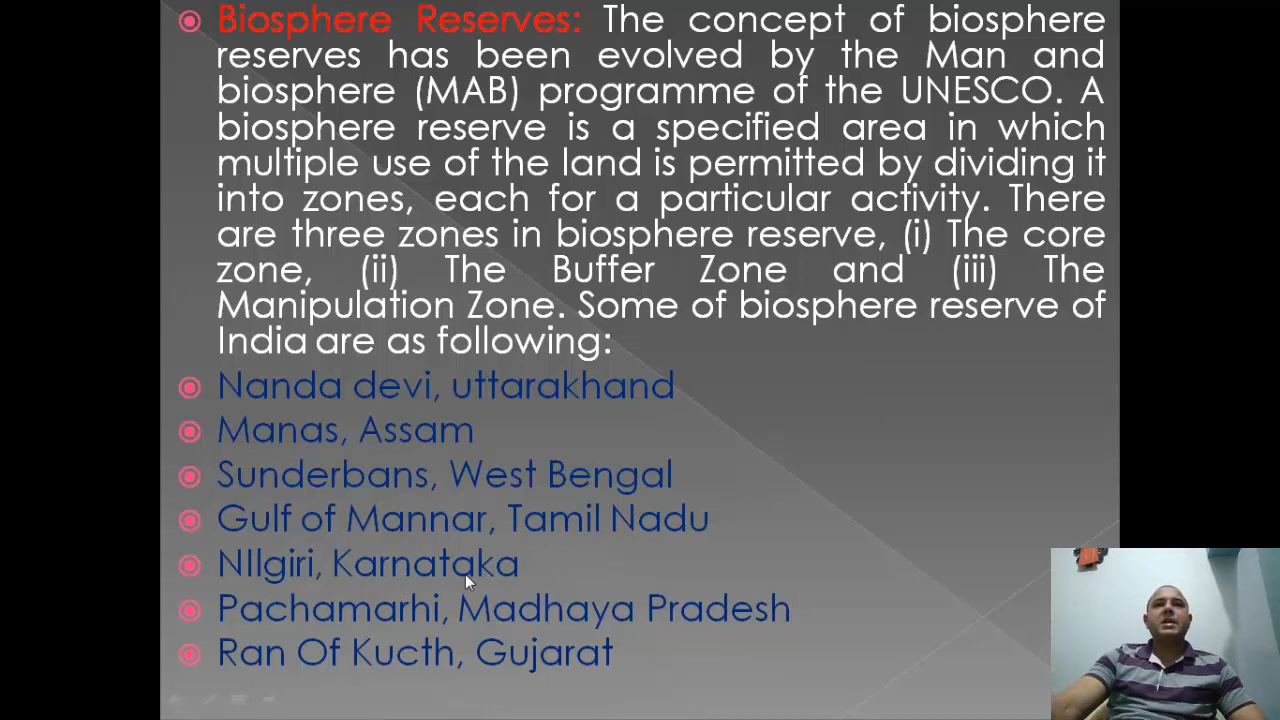 Biosphere Reserves: The concept of biosphere
reserves has been evolved by the Man and
biosphere (MAB) programme of the UNESCO. A
biosphere reserve is a specified area in which
multiple use of the land is permitted by dividing it
into zones, each for a particular activity. There
are three zones in biosphere reserve, (i) The core
zone, (ii) The Buffer Zone and (iii) The
Manipulation Zone. Some of biosphere reserve of
India are as following:
Nanda devi, uttarakhand
Manas, Assam
Sunderbans, West Bengal
Gulf of Mannar, Tamil Nadu
NIlgiri, Karnataka
Pachamarhi, Madhaya Pradesh
Ran Of Kucth, Gujarat